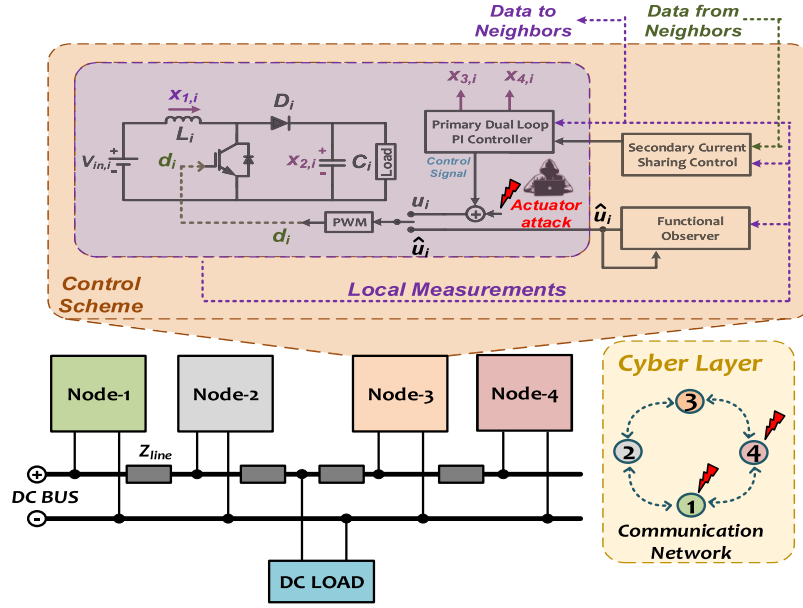 Data to
Neighbors
Data from
Neighbors
x3,i
x4,i
x1,i
Di
Li
Primary Dual Loop
PI Controller
Secondary Current
Sharing Control
Vin,i
+
-
di
+
x2,i
-
Ci
Load
Control
Signal
Actuator
attack
ui
+
di
PWM
ûi
ûi
Functional
Observer
Control
Scheme
Local Measurements
Node-1
Node-2
Node-3
Node-4
Cyber Layer
3
2
4
1
Zline
+
DC BUS
-
Communication
Network
DC LOAD